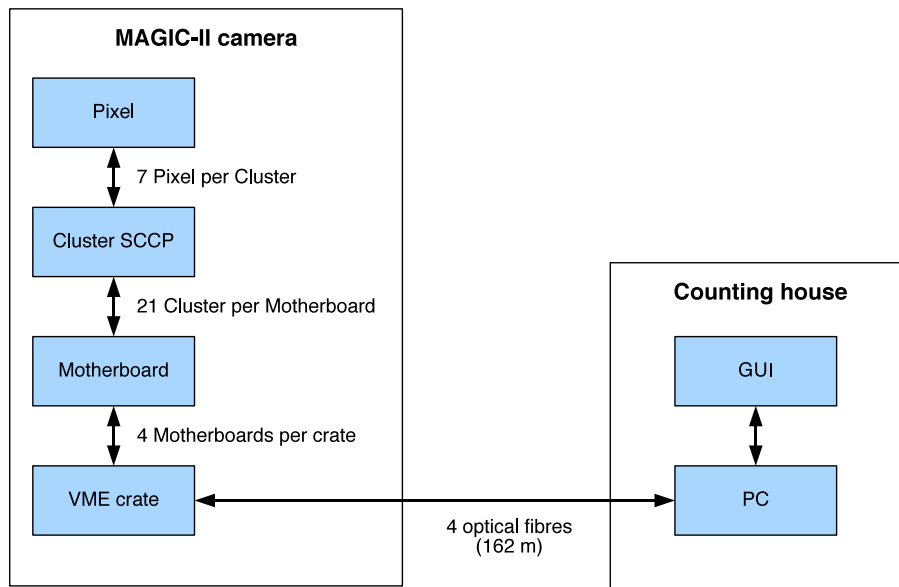 MAGIC-II camera
Pixel
7 Pixel per Cluster
Cluster SCCP
21 Cluster per Motherboard
Motherboard
4 Motherboards per crate
VME crate
4 optical fibres
(162 m)
Counting house
GUI
PC